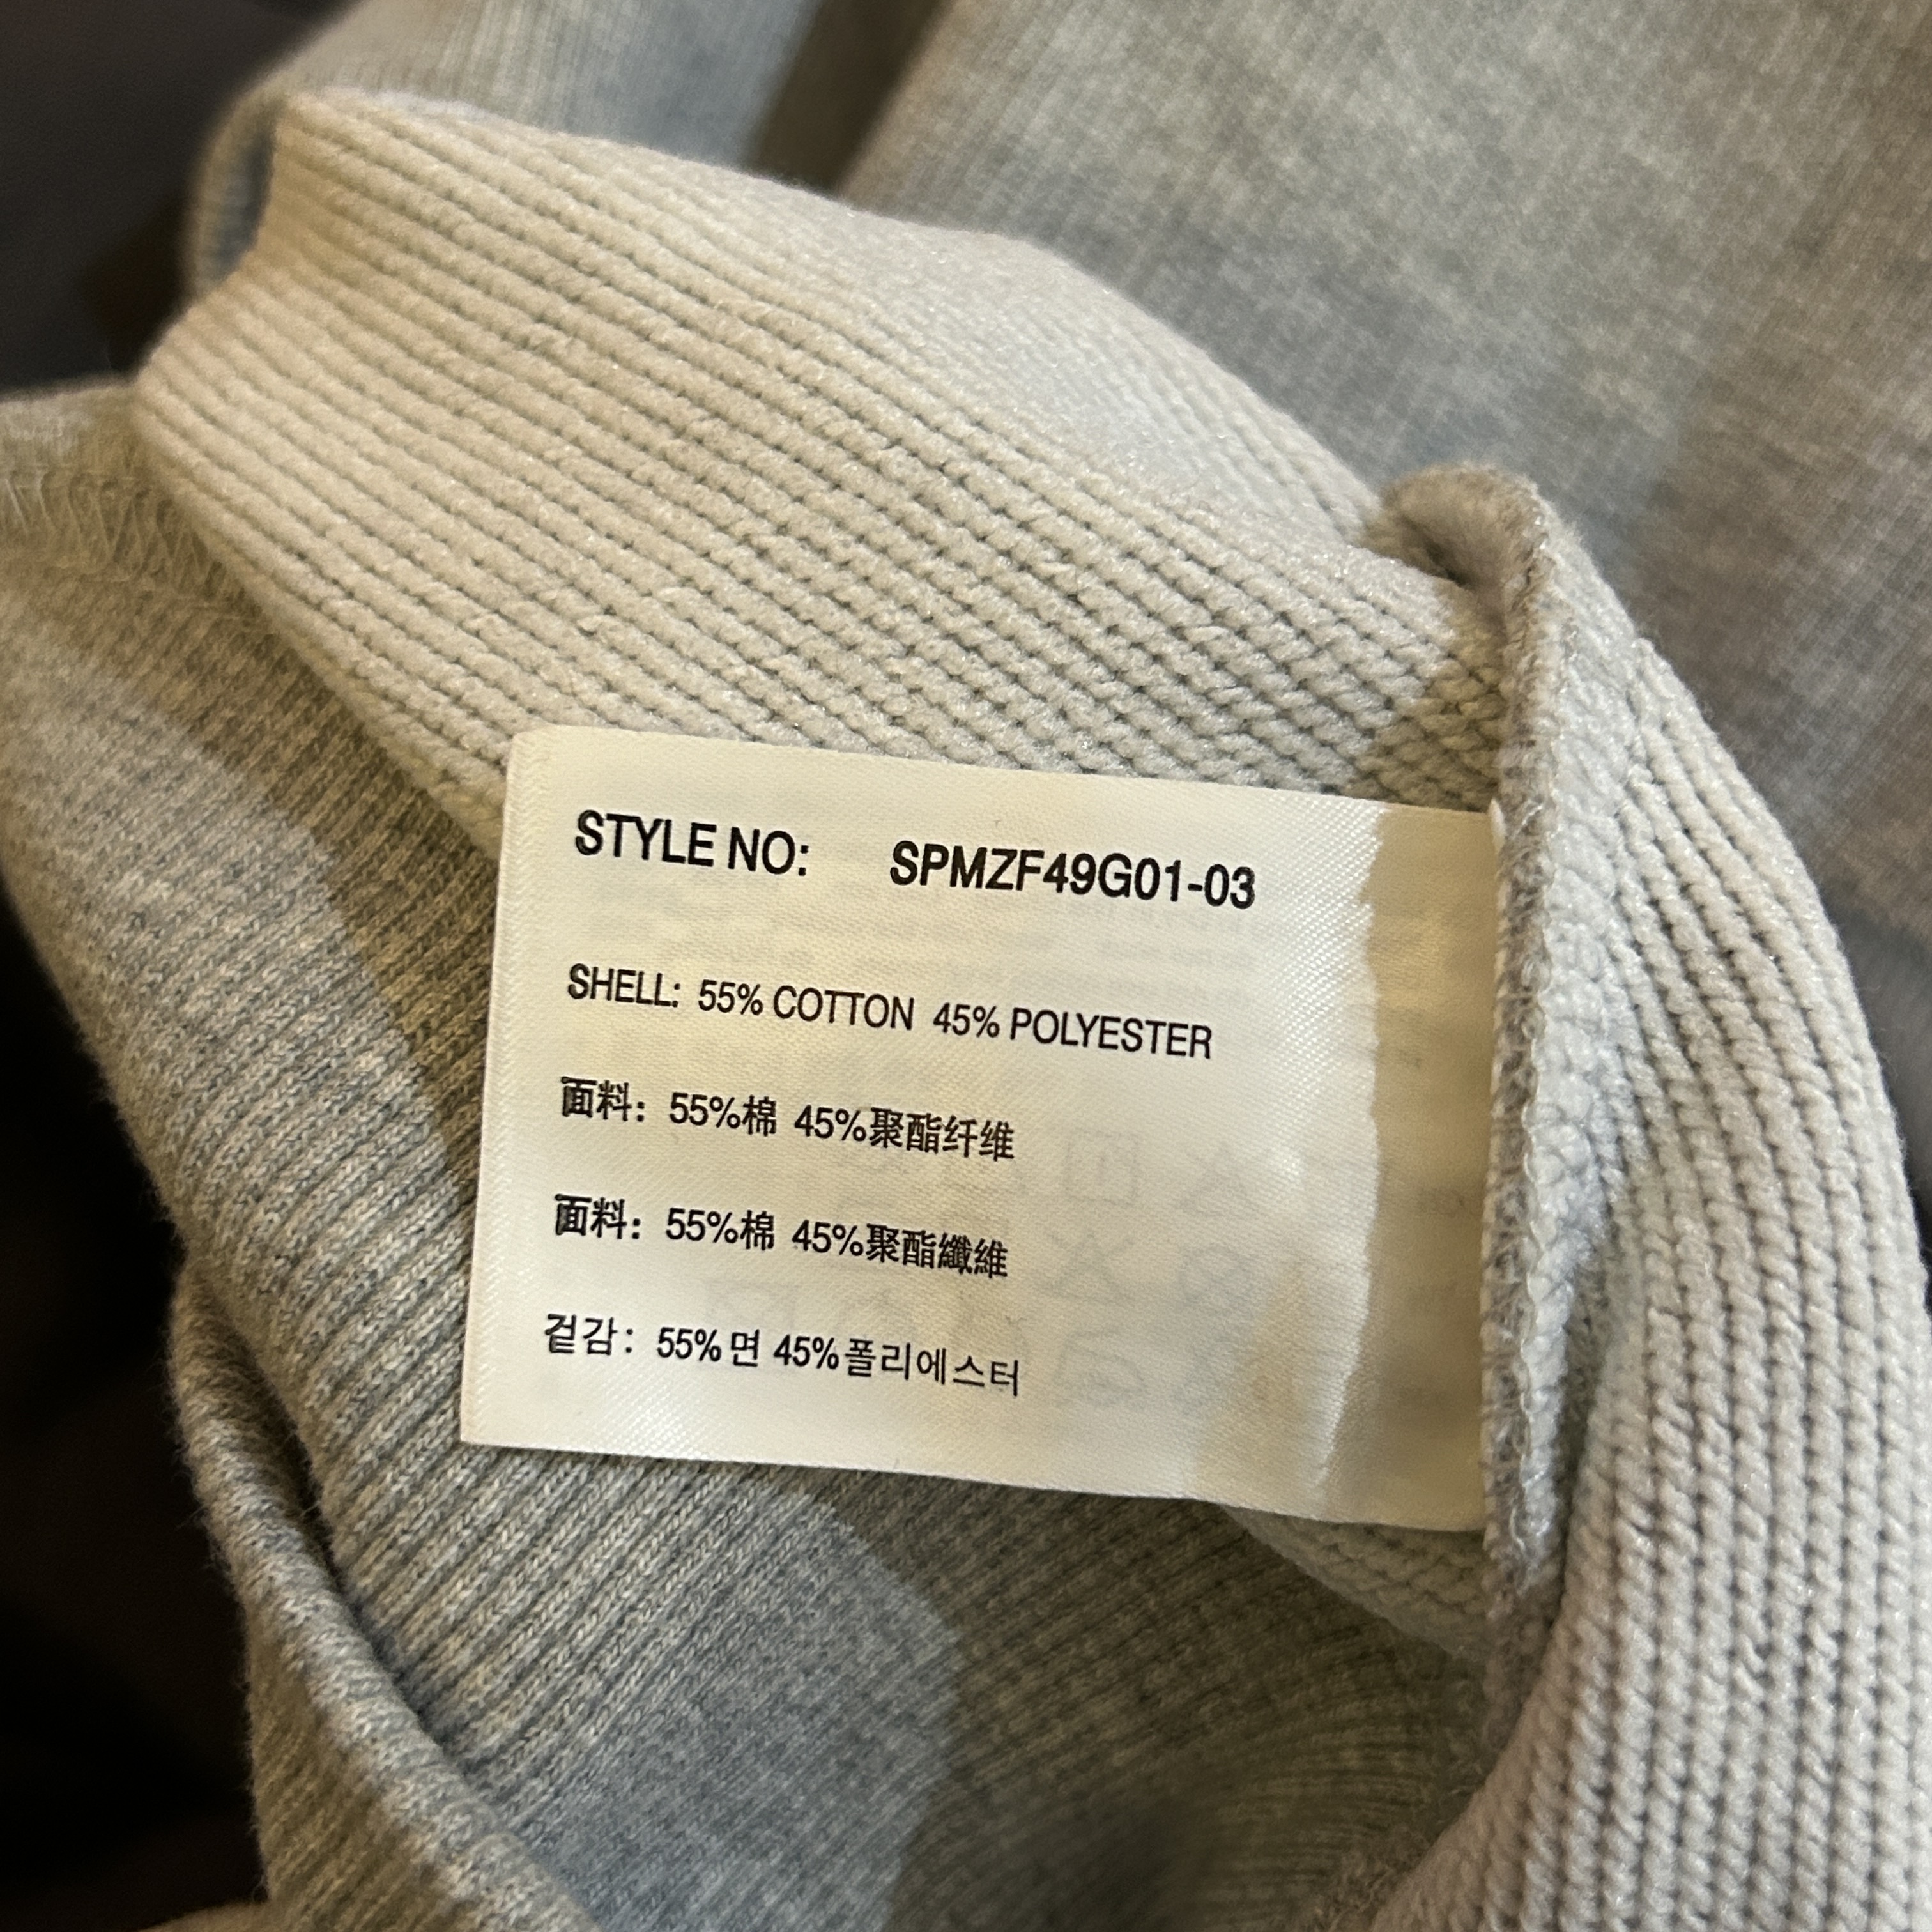 STYLE NO: SPMZF49G01-03
SHELL: 55% COTTON 45% POLYESTER
面料: 55%棉 45%聚酯纤维
面料: 55%棉 45%聚酯纖維
겉감: 55%면 45%폴리에스터